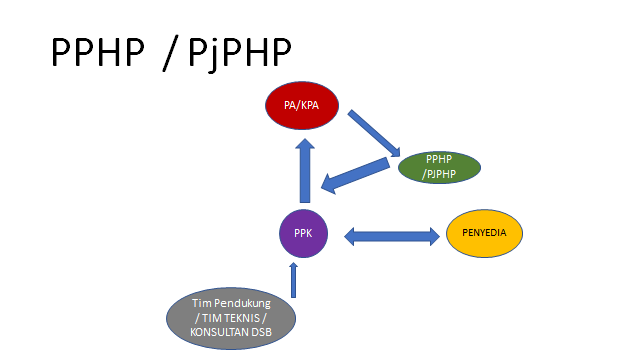 PPHP / PjPHP
PA/KPA
PPHP
/PJPHP
PPK
PENYEDIA
Tim Pendukung
/ TIM TEKNIS /
KONSULTAN DSB